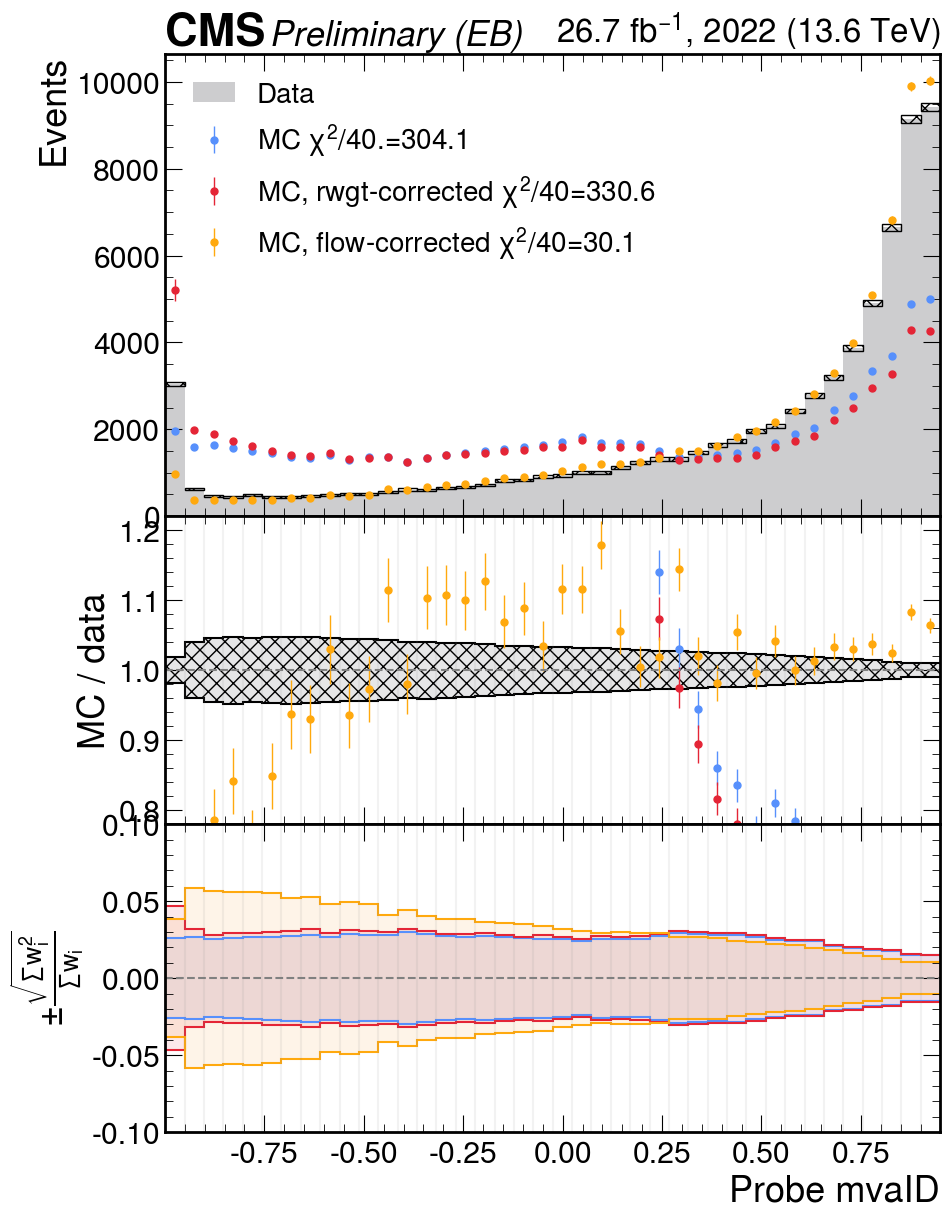 CMS Preliminary (EB) 26.7 fb⁻¹, 2022 (13.6 TeV)
Events
10000
8000
6000
4000
2000
0
Data
MC χ²/40.=304.1
MC, rwgt-corrected χ²/40=330.6
MC, flow-corrected χ²/40=30.1
MC / data
1.2
1.1
1.0
0.9
0.8
±√Σwᵢ²/Σwᵢ
0.10
0.05
0.00
-0.05
-0.10
-0.75 -0.50 -0.25 0.00 0.25 0.50 0.75
Probe mvaID